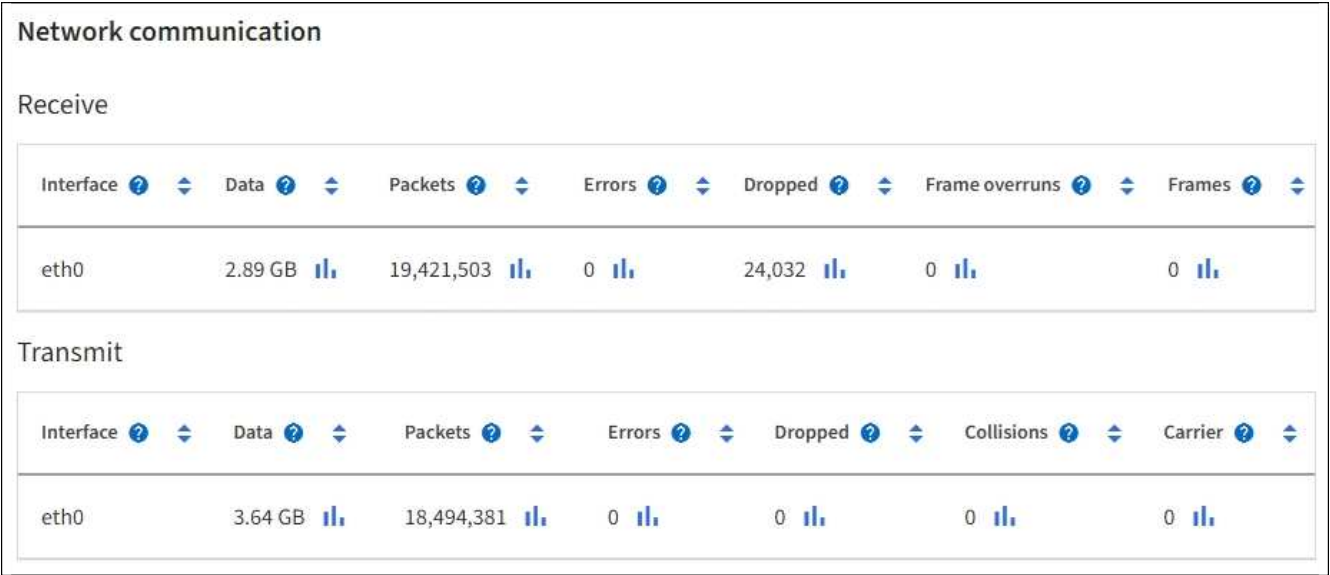 Network communication
Receive
Interface ? Data ? Packets ? Errors ? Dropped ? Frame overruns ? Frames ?
eth0 2.89 GB 19,421,503 0 24,032 0 0
Transmit
Interface ? Data ? Packets ? Errors ? Dropped ? Collisions ? Carrier ?
eth0 3.64 GB 18,494,381 0 0 0 0